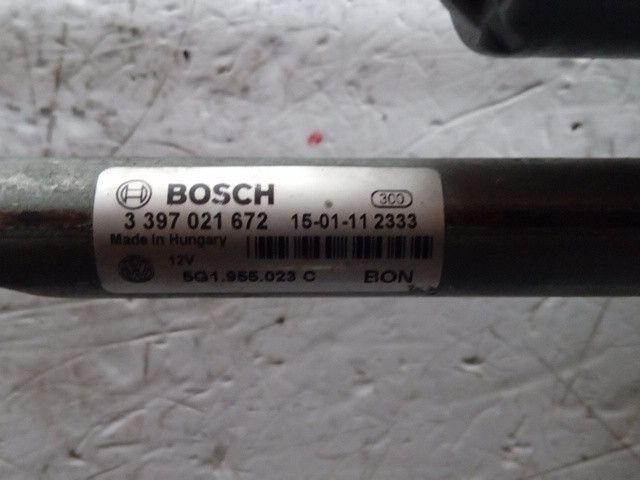 BOSCH 300
3 397 021 672 15-01-11 2333
Made in Hungary
12V
5G1.955.023 C BON